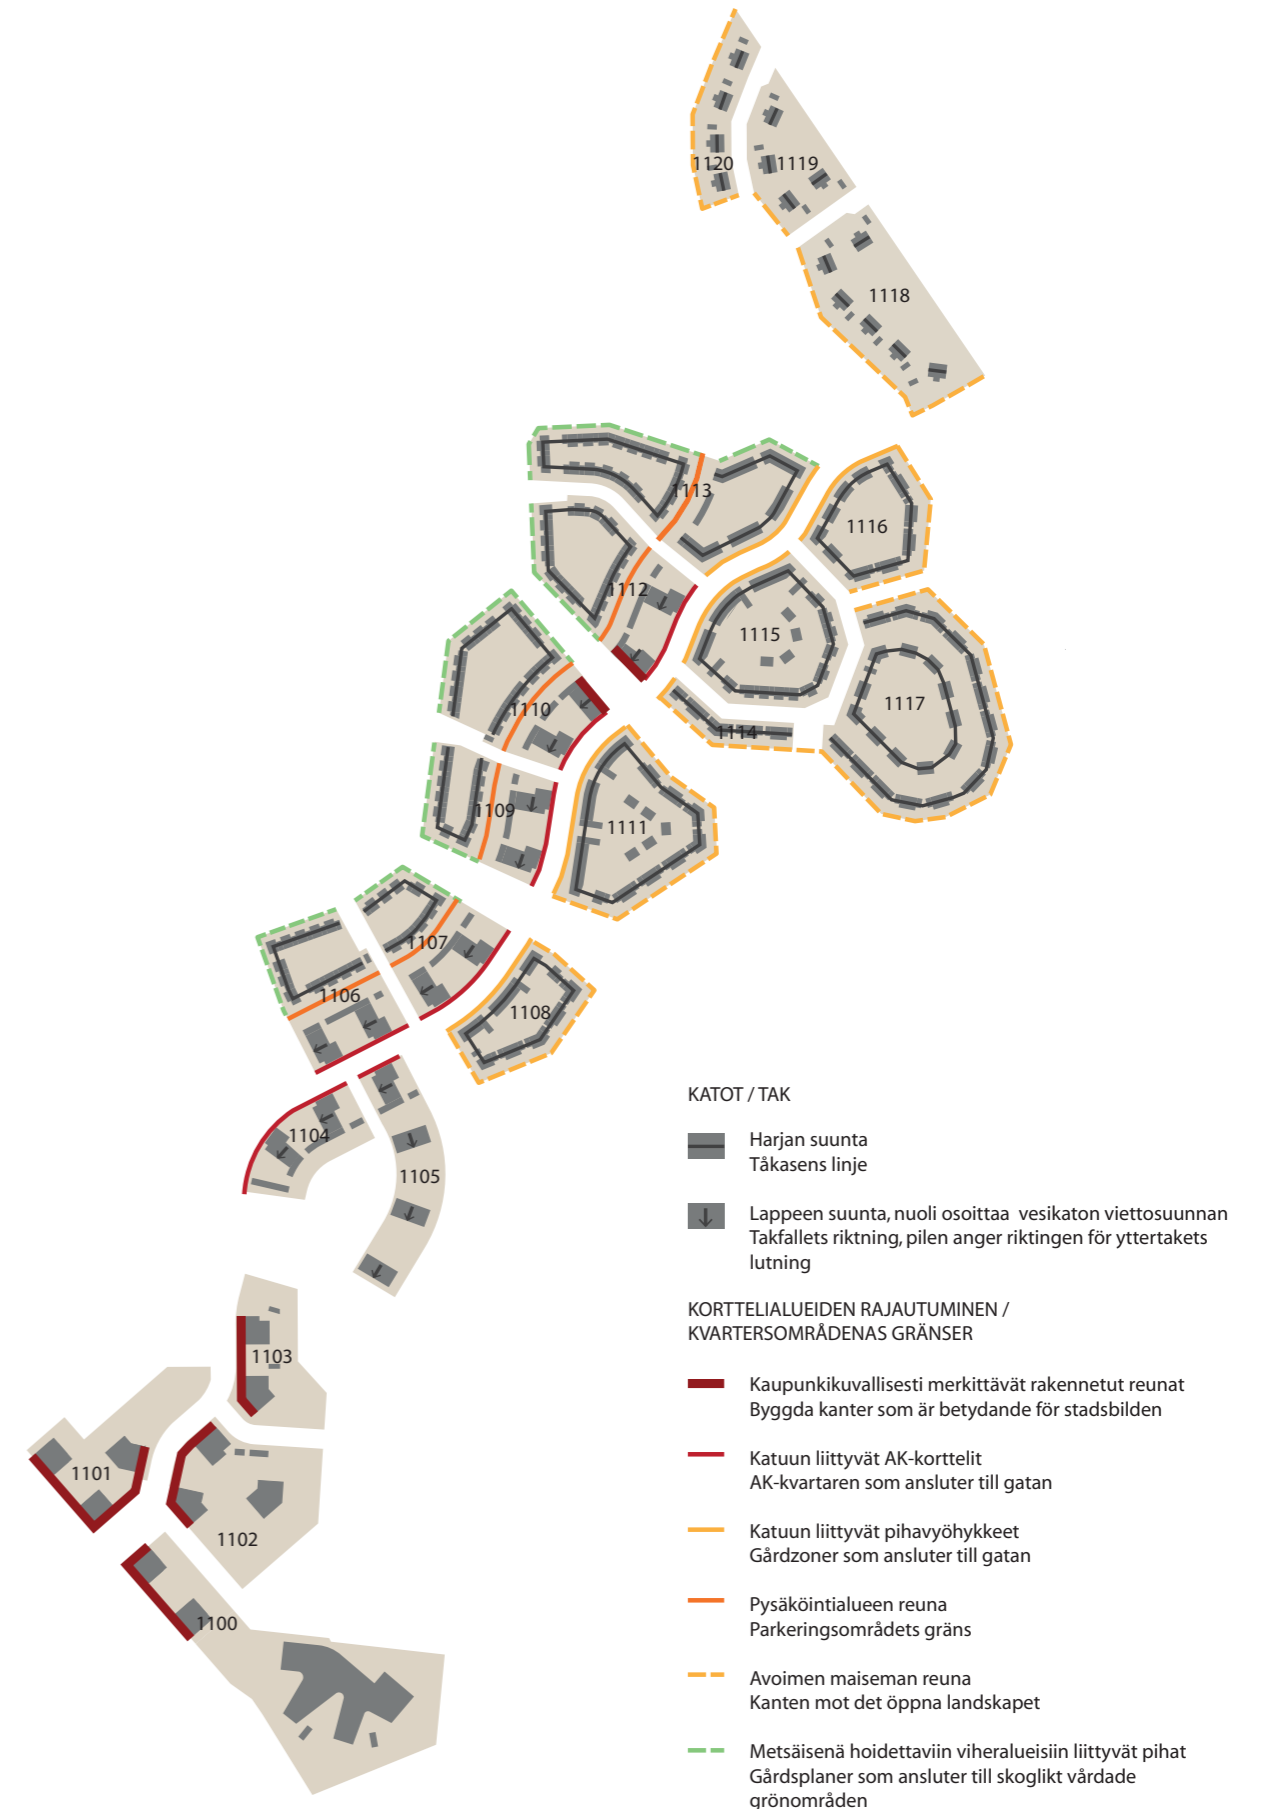 1120
1119
1118
1113
1116
1112
1115
1117
1110
1114
1109
1111
1107
1106
1108
1104
1105
1103
1101
1102
1100
KATOT / TAK
Harjan suunta
Tåkasens linje
Lappeen suunta, nuoli osoittaa vesikaton viettosuunnan
Takfallets riktning, pilen anger riktingen för yttertakets
lutning
KORTTELIALUEIDEN RAJAUTUMINEN /
KVARTERSOMRÅDENAS GRÄNSER
Kaupunkikuvallisesti merkittävät rakennetut reunat
Byggda kanter som är betydande för stadsbilden
Katuun liittyvät AK-korttelit
AK-kvartaren som ansluter till gatan
Katuun liittyvät pihavyöhykkeet
Gårdzoner som ansluter till gatan
Pysäköintialueen reuna
Parkeringsområdets gräns
Avoimen maiseman reuna
Kanten mot det öppna landskapet
Metsäisenä hoidettaviin viheralueisiin liittyvät pihat
Gårdsplaner som ansluter till skoglikt vårdade
grönområden